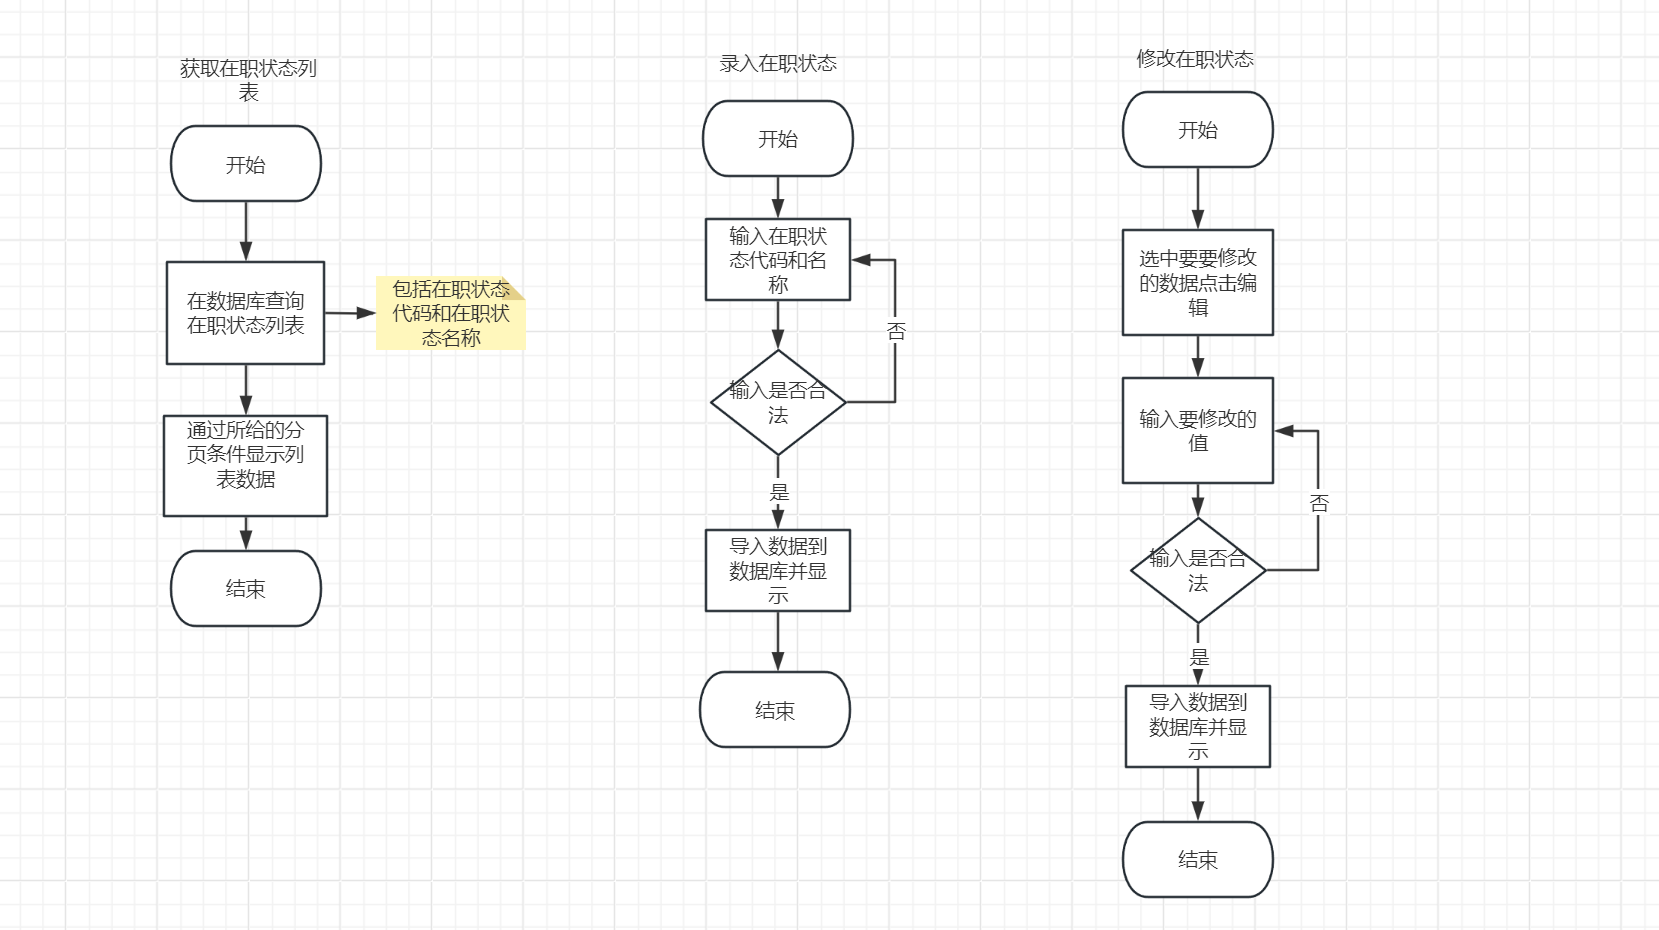 获取在职状态列
表
开始
在数据库查询
在职状态列表
包括在职状态
代码和在职状
态名称
通过所给的分
页条件显示列
表数据
结束
录入在职状态
开始
输入在职状
态代码和名
称
否
输入是否合
法
是
导入数据到
数据库并显
示
结束
修改在职状态
开始
选中要要修改
的数据点击编
辑
输入要修改的
值
否
输入是否合
法
是
导入数据到
数据库并显
示
结束